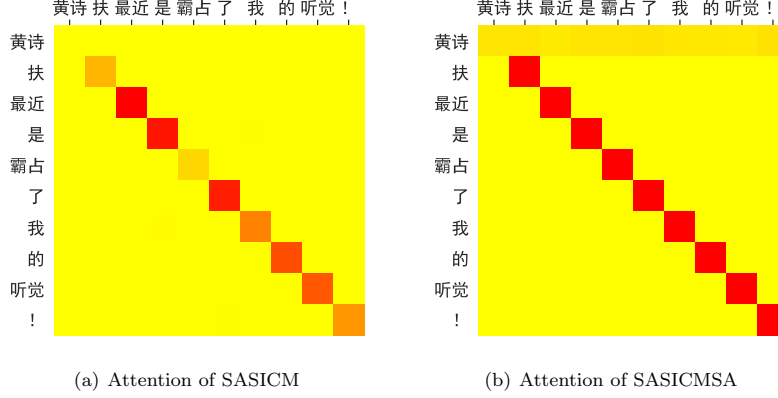 黄诗 扶 最近 是 霸占 了 我 的 听觉 ! 黄诗 扶 最近 是 霸占 了 我 的 听觉 !
黄诗 黄诗
扶 扶
最近 最近
是 是
霸占 霸占
了 了
我 我
的 的
听觉 听觉
! !
(a) Attention of SASICM (b) Attention of SASICMSA